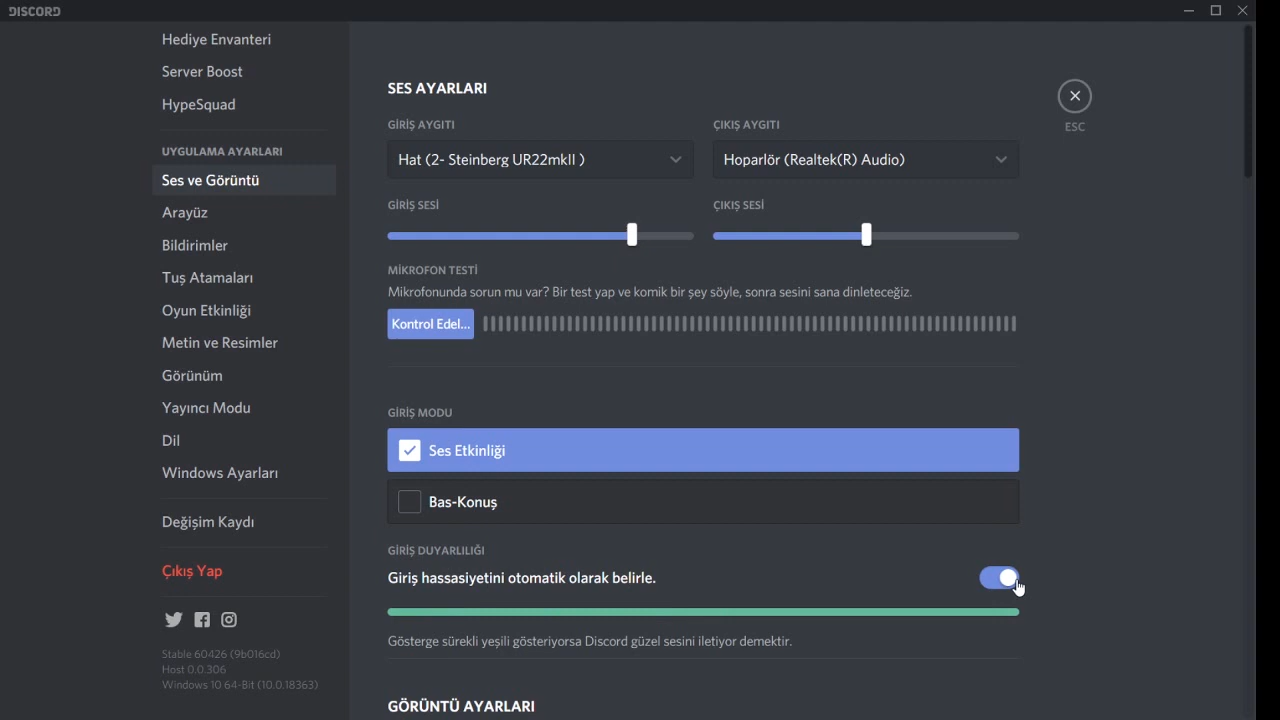 DISCORD
Hediye Envanteri
Server Boost
HypeSquad
UYGULAMA AYARLARI
Ses ve Görüntü
Arayüz
Bildirimler
Tuş Atamaları
Oyun Etkinliği
Metin ve Resimler
Görünüm
Yayıncı Modu
Dil
Windows Ayarları
Değişim Kaydı
Çıkış Yap
Stable 60426 (9b016cd)
Host 0.0.306
Windows 10 64-Bit (10.0.18363)
SES AYARLARI
ESC
GİRİŞ AYGITI
ÇIKIŞ AYGITI
Hat (2- Steinberg UR22mkII )
Hoparlör (Realtek(R) Audio)
GİRİŞ SESİ
ÇIKIŞ SESİ
MİKROFON TESTİ
Mikrofonunda sorun mu var? Bir test yap ve komik bir şey söyle, sonra sesini sana dinleteceğiz.
Kontrol Edel...
GİRİŞ MODU
Ses Etkinliği
Bas-Konuş
GİRİŞ DUYARLILIĞI
Giriş hassasiyetini otomatik olarak belirle.
Gösterge sürekli yeşili gösteriyorsa Discord güzel sesini iletiyor demektir.
GÖRÜNTÜ AYARLARI